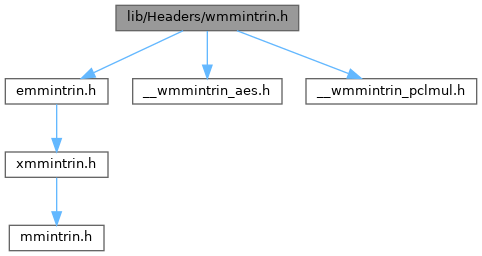 lib/Headers/wmmintrin.h
emmintrin.h
__wmmintrin_aes.h
__wmmintrin_pclmul.h
xmmintrin.h
mmintrin.h